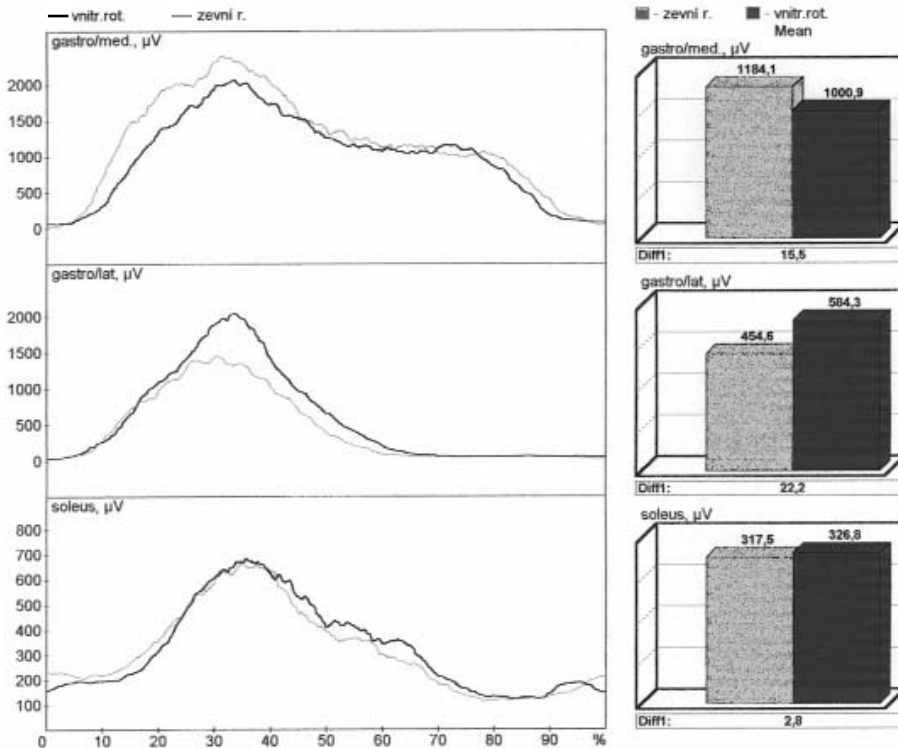 vnitr.rot. zevní r.
gastro/med., µV
2000
1500
1000
500
0
gastro/lat, µV
2000
1500
1000
500
0
soleus, µV
800
700
600
500
400
300
200
100
0 10 20 30 40 50 60 70 80 90 %
- zevní r. - vnitr.rot.
Mean
gastro/med., µV
1184,1
1000,9
Diff1: 15,5
gastro/lat, µV
584,3
454,6
Diff1: 22,2
soleus, µV
317,5 326,8
Diff1: 2,8